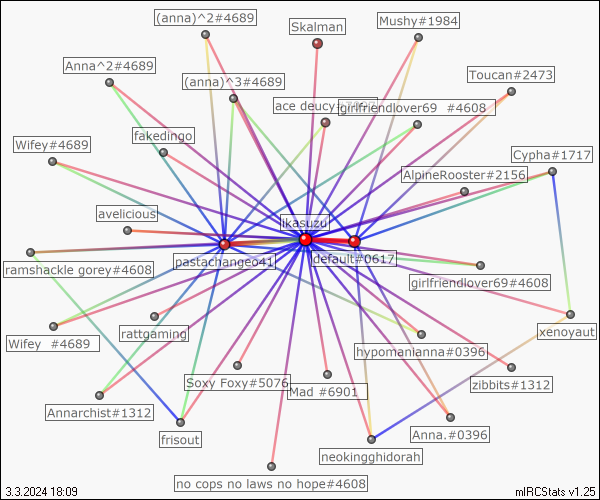 (anna)^2#4689
Skalman
Mushy#1984
Anna^2#4689
(anna)^3#4689
Toucan#2473
ace deucy
girlfriendlover69 #4608
fakedingo
Wifey#4689
Cypha#1717
AlpineRooster#2156
avelicious
ikasuzu
pastachangeo41
default#0617
ramshackle gorey#4608
girlfriendlover69#4608
rattgaming
xenoyaut
Wifey #4689
hypomanianna#0396
Soxy Foxy#5076
Mad #6901
zibbits#1312
Annarchist#1312
Anna.#0396
frisout
neokingghidorah
no cops no laws no hope#4608
3.3.2024 18:09
mIRCStats v1.25